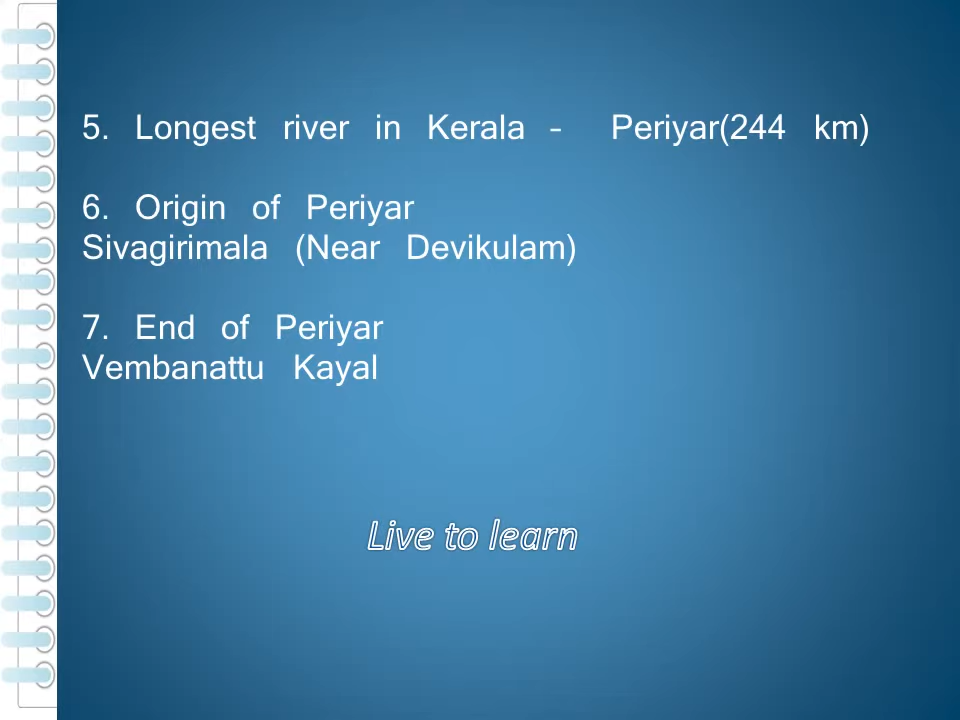 5. Longest river in Kerala – Periyar(244 km)
6. Origin of Periyar
Sivagirimala (Near Devikulam)
7. End of Periyar
Vembanattu Kayal
Live to learn